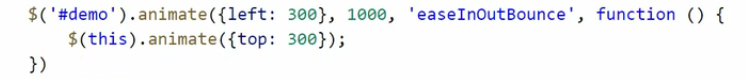 $('#demo').animate({left: 300}, 1000, 'easeInOutBounce', function () {
    $(this).animate({top: 300});
})